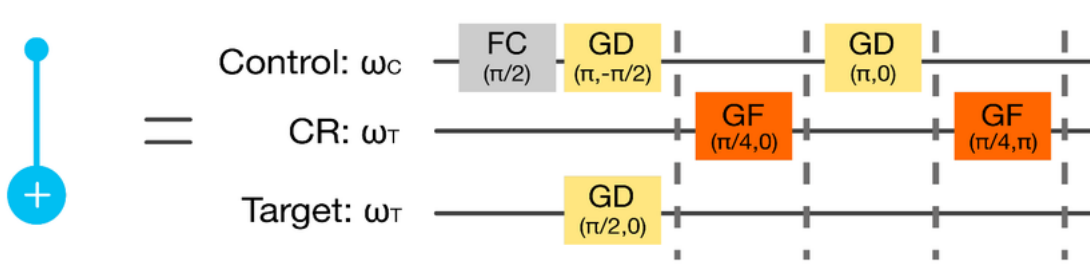 FC GD GD
Control: ωC (π/2) (π,-π/2) (π,0)
GF GF
CR: ωT (π/4,0) (π/4,π)
=
+
GD
Target: ωT (π/2,0)